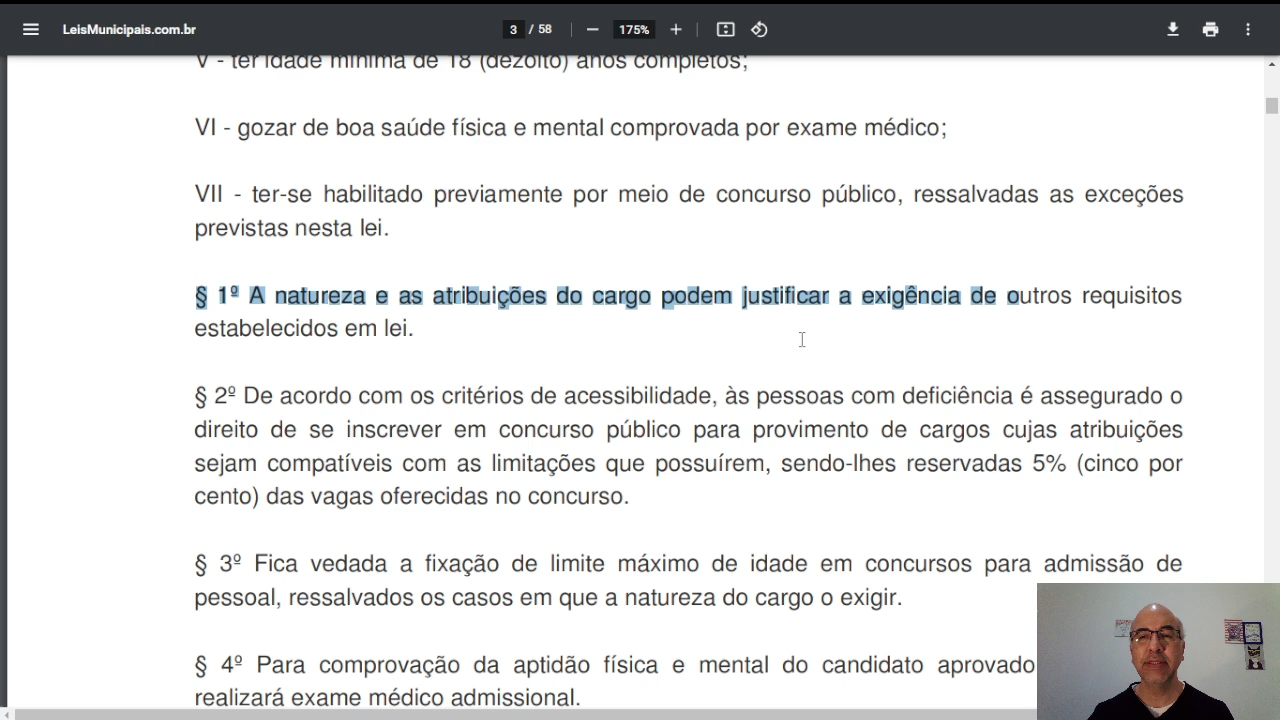 LeisMunicipais.com.br
3 / 58
175%
V - ter idade mínima de 18 (dezoito) anos completos;
VI - gozar de boa saúde física e mental comprovada por exame médico;
VII - ter-se habilitado previamente por meio de concurso público, ressalvadas as exceções
previstas nesta lei.
§ 1º A natureza e as atribuições do cargo podem justificar a exigência de outros requisitos
estabelecidos em lei.
§ 2º De acordo com os critérios de acessibilidade, às pessoas com deficiência é assegurado o
direito de se inscrever em concurso público para provimento de cargos cujas atribuições
sejam compatíveis com as limitações que possuírem, sendo-lhes reservadas 5% (cinco por
cento) das vagas oferecidas no concurso.
§ 3º Fica vedada a fixação de limite máximo de idade em concursos para admissão de
pessoal, ressalvados os casos em que a natureza do cargo o exigir.
§ 4º Para comprovação da aptidão física e mental do candidato aprovado
realizará exame médico admissional.